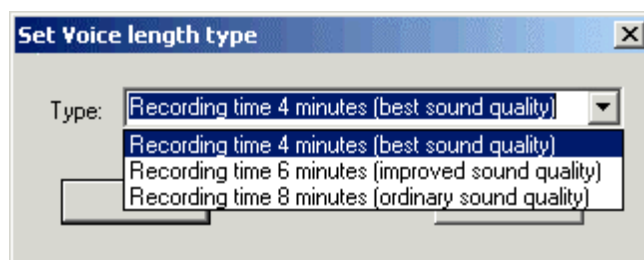 Set Voice length type
Type: Recording time 4 minutes (best sound quality)
Recording time 4 minutes (best sound quality)
Recording time 6 minutes (improved sound quality)
Recording time 8 minutes (ordinary sound quality)